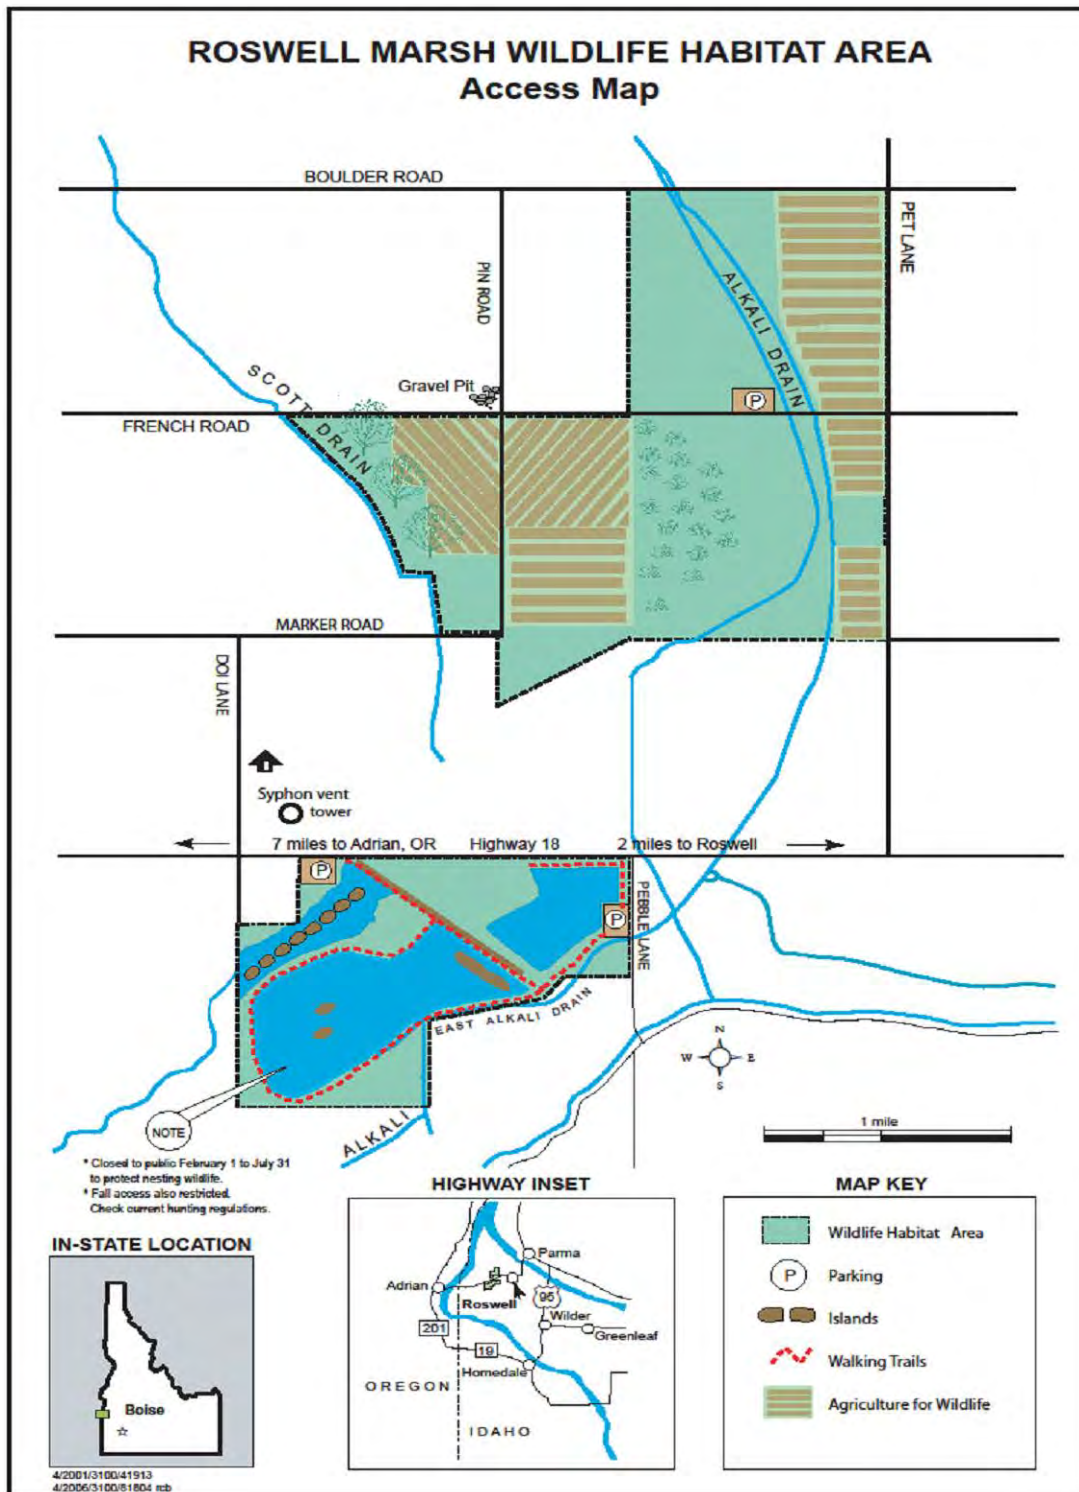 ROSWELL MARSH WILDLIFE HABITAT AREA
Access Map
BOULDER ROAD
PET LANE
PIN ROAD
ALKALI DRAIN
SCOTT DRAIN
Gravel Pit
P
FRENCH ROAD
MARKER ROAD
DOI LANE
Syphon vent
tower
7 miles to Adrian, OR Highway 18 2 miles to Roswell
P
PEBBLE LANE
P
EAST ALKALI DRAIN
N
W E
S
ALKALI
NOTE
1 mile
* Closed to public February 1 to July 31
to protect nesting wildlife.
* Fall access also restricted.
Check current hunting regulations.
IN-STATE LOCATION
Boise
4/2001/3100/41913
4/2006/3100/81804 rcb
HIGHWAY INSET
Parma
Adrian
Roswell
95
201
Wilder
Greenleaf
19
Homedale
OREGON
IDAHO
MAP KEY
Wildlife Habitat Area
P Parking
Islands
Walking Trails
Agriculture for Wildlife